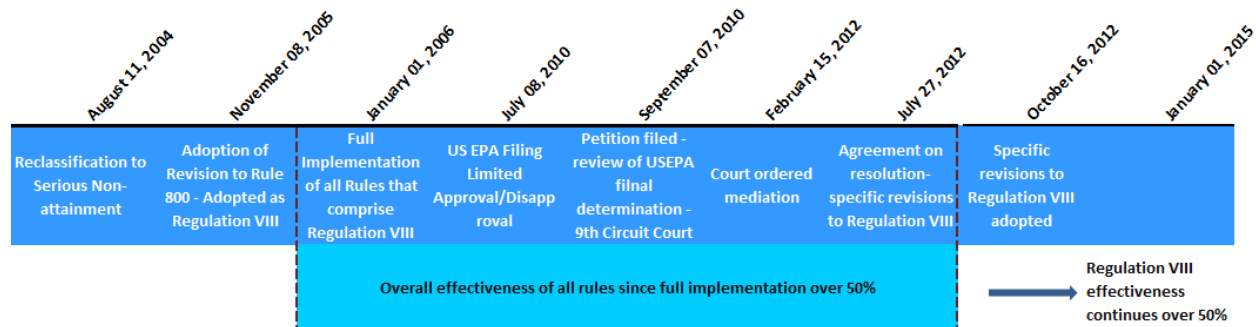 August 11, 2004
November 08, 2005
January 01, 2006
July 08, 2010
September 07, 2010
February 15, 2012
July 27, 2012
October 16, 2012
January 01, 2015
Reclassification to
Serious Non-
attainment
Adoption of
Revision to Rule
800 - Adopted as
Regulation VIII
Full
Implementation
of all Rules that
comprise
Regulation VIII
US EPA Filing
Limited
Approval/Disapp
roval
Petition filed -
review of USEPA
filnal
determination -
9th Circuit Court
Court ordered
mediation
Agreement on
resolution-
specific revisions
to Regulation VIII
Specific
revisions to
Regulation VIII
adopted
Overall effectiveness of all rules since full implementation over 50%
Regulation VIII
effectiveness
continues over 50%